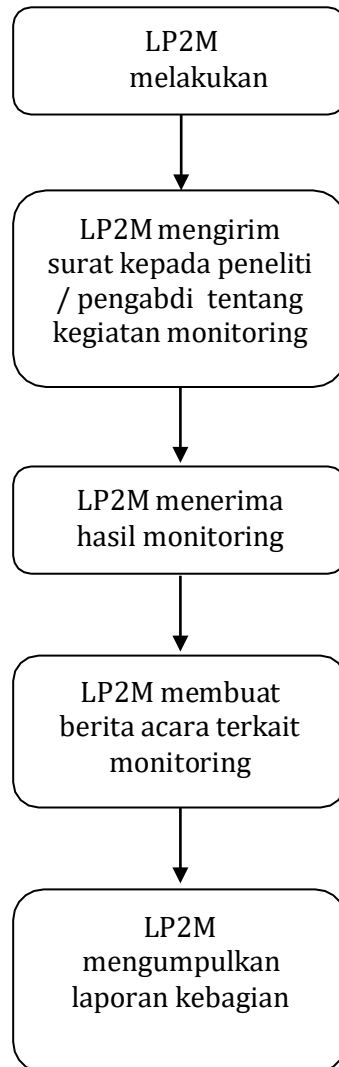 LP2M
melakukan
LP2M mengirim
surat kepada peneliti
/ pengabdi tentang
kegiatan monitoring
LP2M menerima
hasil monitoring
LP2M membuat
berita acara terkait
monitoring
LP2M
mengumpulkan
laporan kebagian